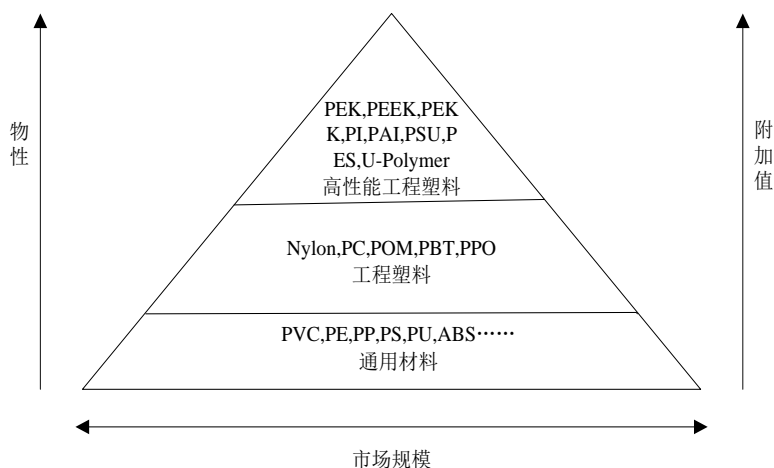 PEK,PEEK,PEK
K,PI,PAI,PSU,P
ES,U-Polymer
高性能工程塑料
物性
附加值
Nylon,PC,POM,PBT,PPO
工程塑料
PVC,PE,PP,PS,PU,ABS……
通用材料
市场规模